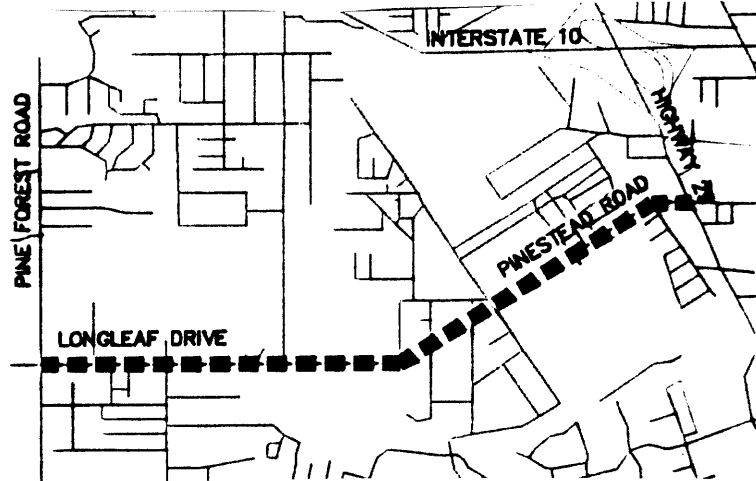 INTERSTATE 10
HIGHWAY 29
PINE FOREST ROAD
PINESTEAD ROAD
LONGLEAF DRIVE